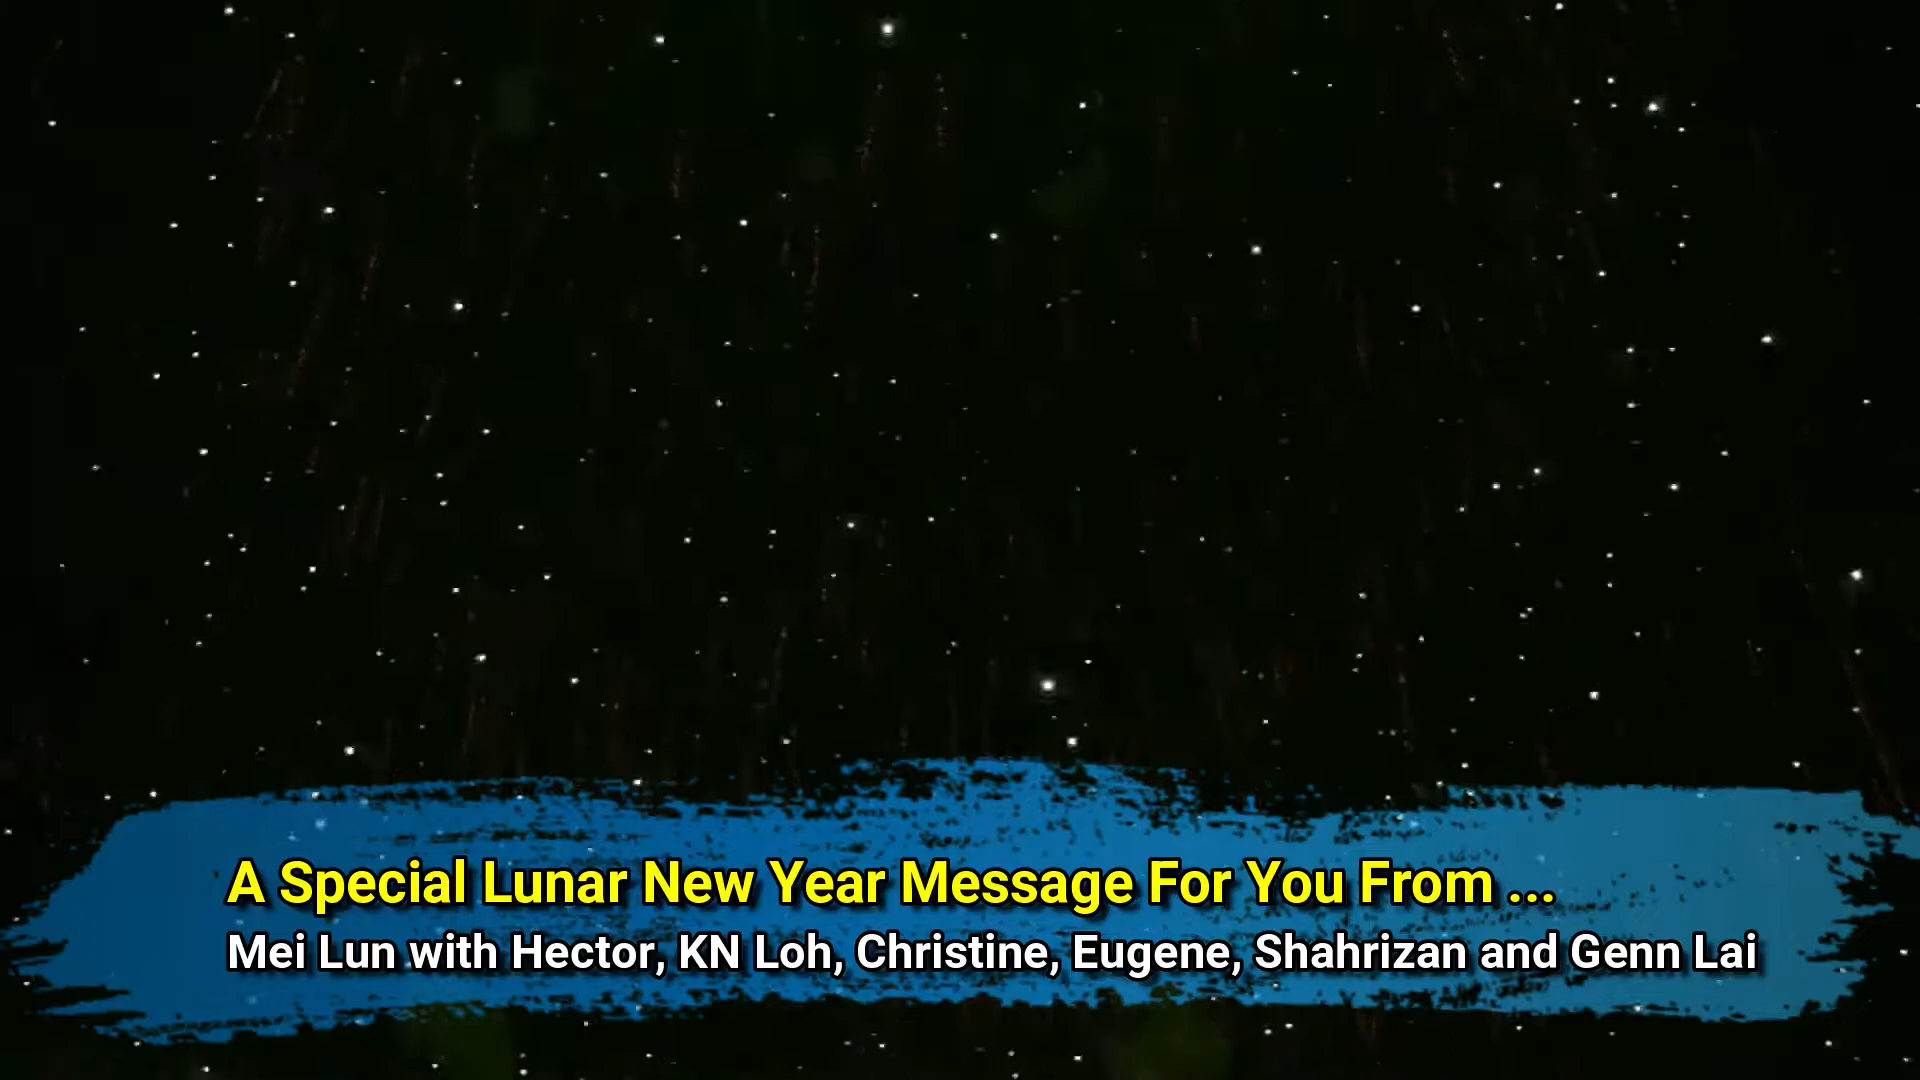 A Special Lunar New Year Message For You From ...
Mei Lun with Hector, KN Loh, Christine, Eugene, Shahrizan and Genn Lai